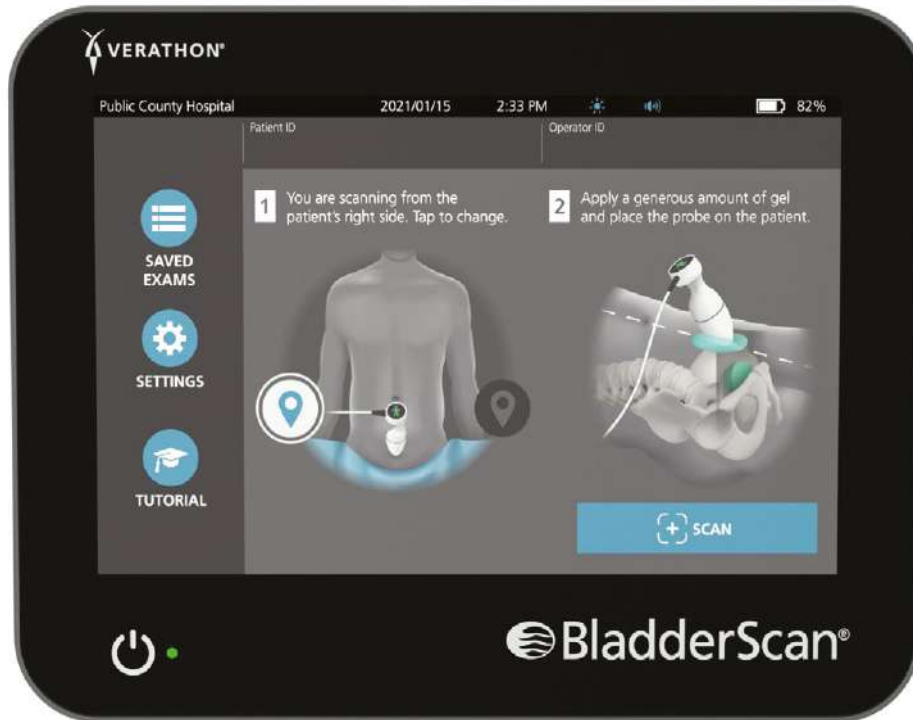 VERATHON®
Public County Hospital 2021/01/15 2:33 PM 82%
Patient ID Operator ID
1 You are scanning from the
patient's right side. Tap to change.
2 Apply a generous amount of gel
and place the probe on the patient.
SAVED
EXAMS
SETTINGS
TUTORIAL
SCAN
BladderScan®